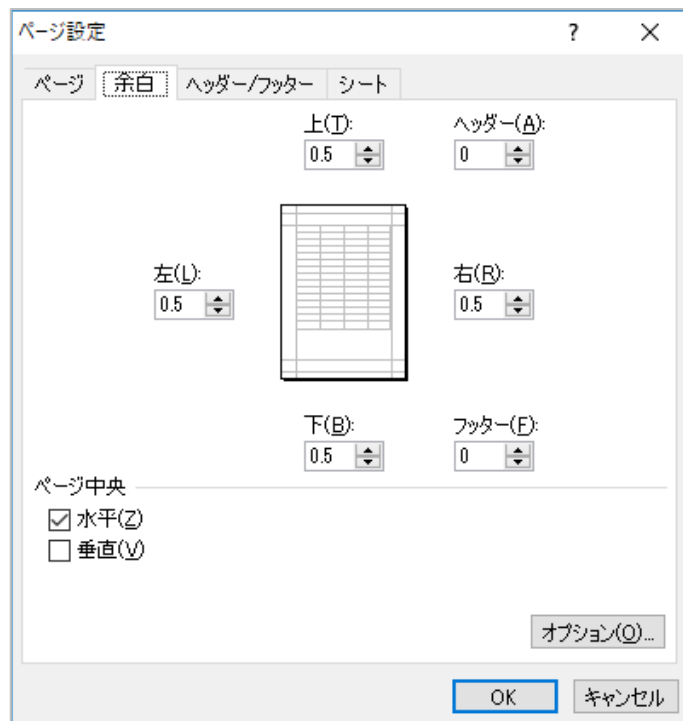 ページ設定 ? ×
ページ 余白 ヘッダー/フッター シート
上(T): ヘッダー(A):
0.5 0
左(L): 右(R):
0.5 0.5
下(B): フッター(F):
0.5 0
ページ中央
水平(Z)
垂直(V)
オプション(O)...
OK キャンセル